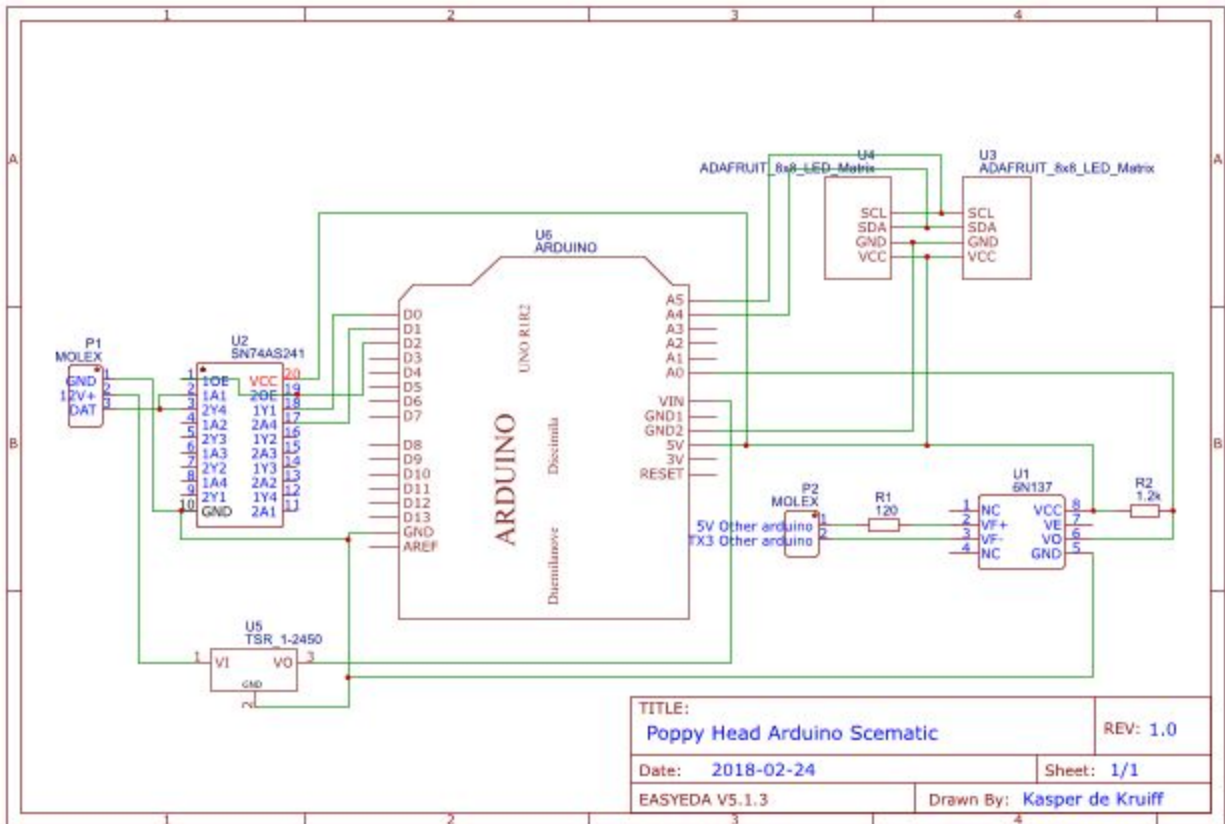 1 2 3 4
A A
U4
ADAFRUIT_8x8_LED_Matrix
U3
ADAFRUIT_8x8_LED_Matrix
SCL SCL
SDA SDA
GND GND
VCC VCC
U6
ARDUINO
D0
D1
D2
D3
D4
D5
D6
D7
D8
D9
D10
D11
D12
D13
GND
AREF
UNO R1R2
ARDUINO
Diecimila
Duemilanove
A5
A4
A3
A2
A1
A0
VIN
GND1
GND2
5V
3V
RESET
P1
MOLEX
GND 1
12V+ 2
DAT 3
U2
SN74AS241
1 1OE VCC 20
2 1A1 2OE 19
3 2Y4 1Y1 18
4 1A2 2A4 17
5 2Y3 1Y2 16
6 1A3 2A3 15
7 2Y2 1Y3 14
8 1A4 2A2 13
9 2Y1 1Y4 12
10 GND 2A1 11
B B
P2
MOLEX
5V Other arduino 1
TX3 Other arduino 2
R1
120
U1
6N137
1 NC VCC 8
2 VF+ VE 7
3 VF- VO 6
4 NC GND 5
R2
1.2k
U5
TSR_1-2450
1 VI VO 3
GND
2
TITLE:
Poppy Head Arduino Scematic
REV: 1.0
Date: 2018-02-24
Sheet: 1/1
EASYEDA V5.1.3
Drawn By: Kasper de Kruiff
1 2 3 4